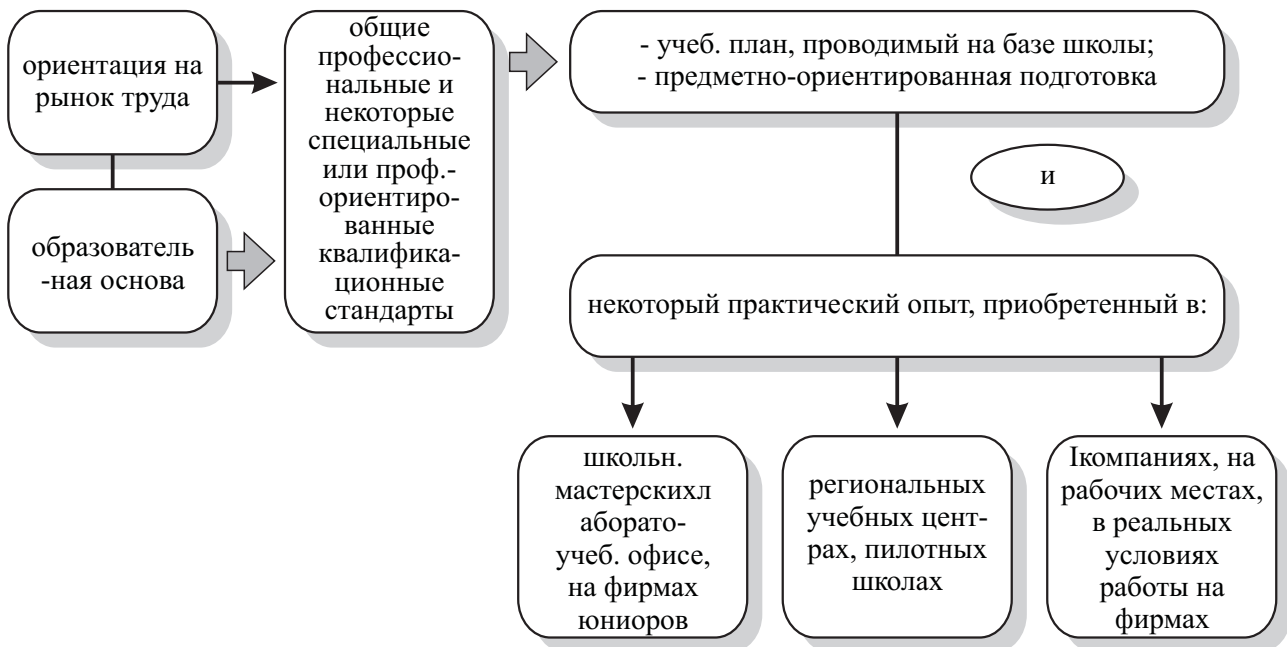 ориентация на
рынок труда
образователь
-ная основа
общие
профессио-
нальные и
некоторые
специальные
или проф.-
ориентиро-
ванные
квалифика-
ционные
стандарты
- учеб. план, проводимый на базе школы;
- предметно-ориентированная подготовка
и
некоторый практический опыт, приобретенный в:
школьн.
мастерскихл
аборато-
учеб. офисе,
на фирмах
юниоров
региональных
учебных цент-
рах, пилотных
школах
Iкомпаниях, на
рабочих местах,
в реальных
условиях
работы на
фирмах